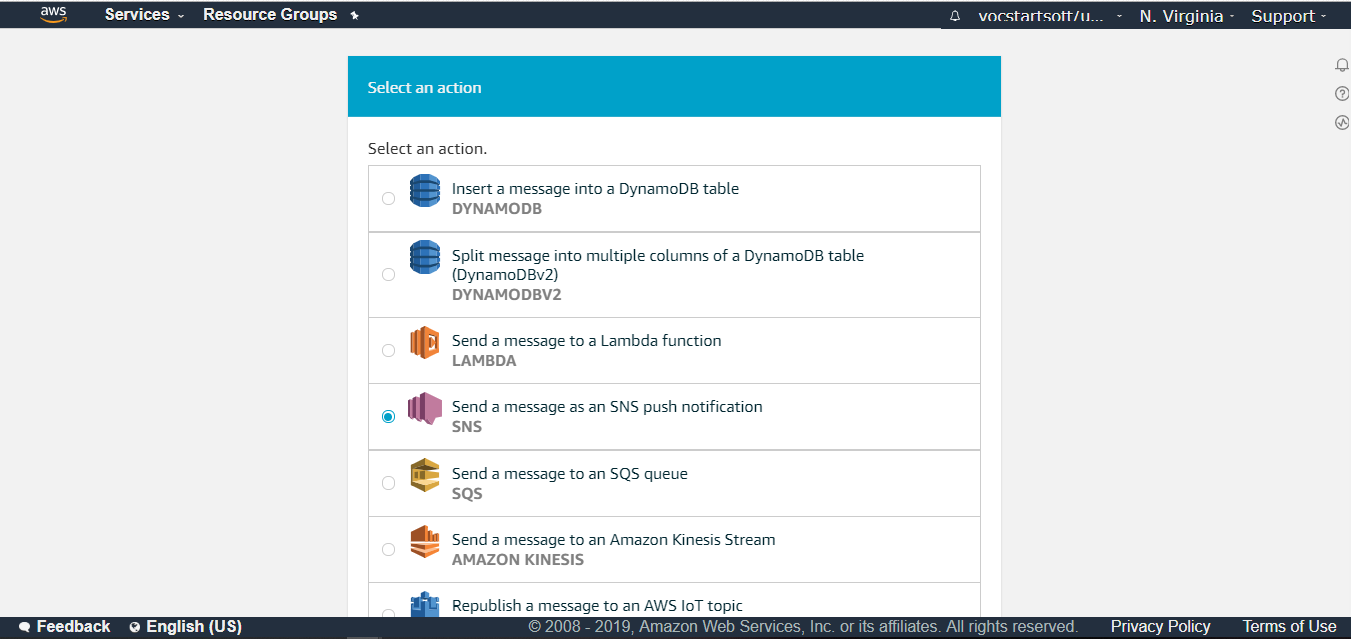 aws Services Resource Groups vocstartsoft/u... N. Virginia Support
Select an action
Select an action.
Insert a message into a DynamoDB table
DYNAMODB
Split message into multiple columns of a DynamoDB table
(DynamoDBv2)
DYNAMODBV2
Send a message to a Lambda function
LAMBDA
Send a message as an SNS push notification
SNS
Send a message to an SQS queue
SQS
Send a message to an Amazon Kinesis Stream
AMAZON KINESIS
Republish a message to an AWS IoT topic
Feedback English (US) © 2008 - 2019, Amazon Web Services, Inc. or its affiliates. All rights reserved. Privacy Policy Terms of Use